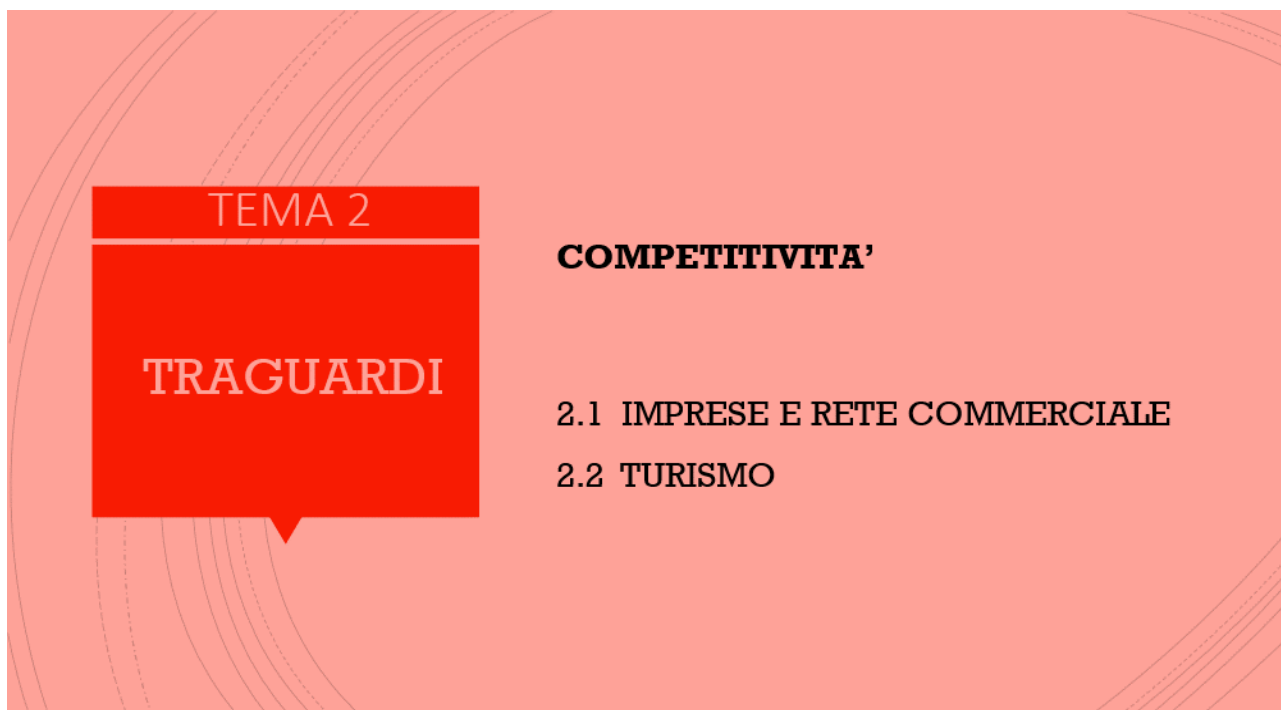 TEMA 2
TRAGUARDI
COMPETITIVITA’
2.1 IMPRESE E RETE COMMERCIALE
2.2 TURISMO